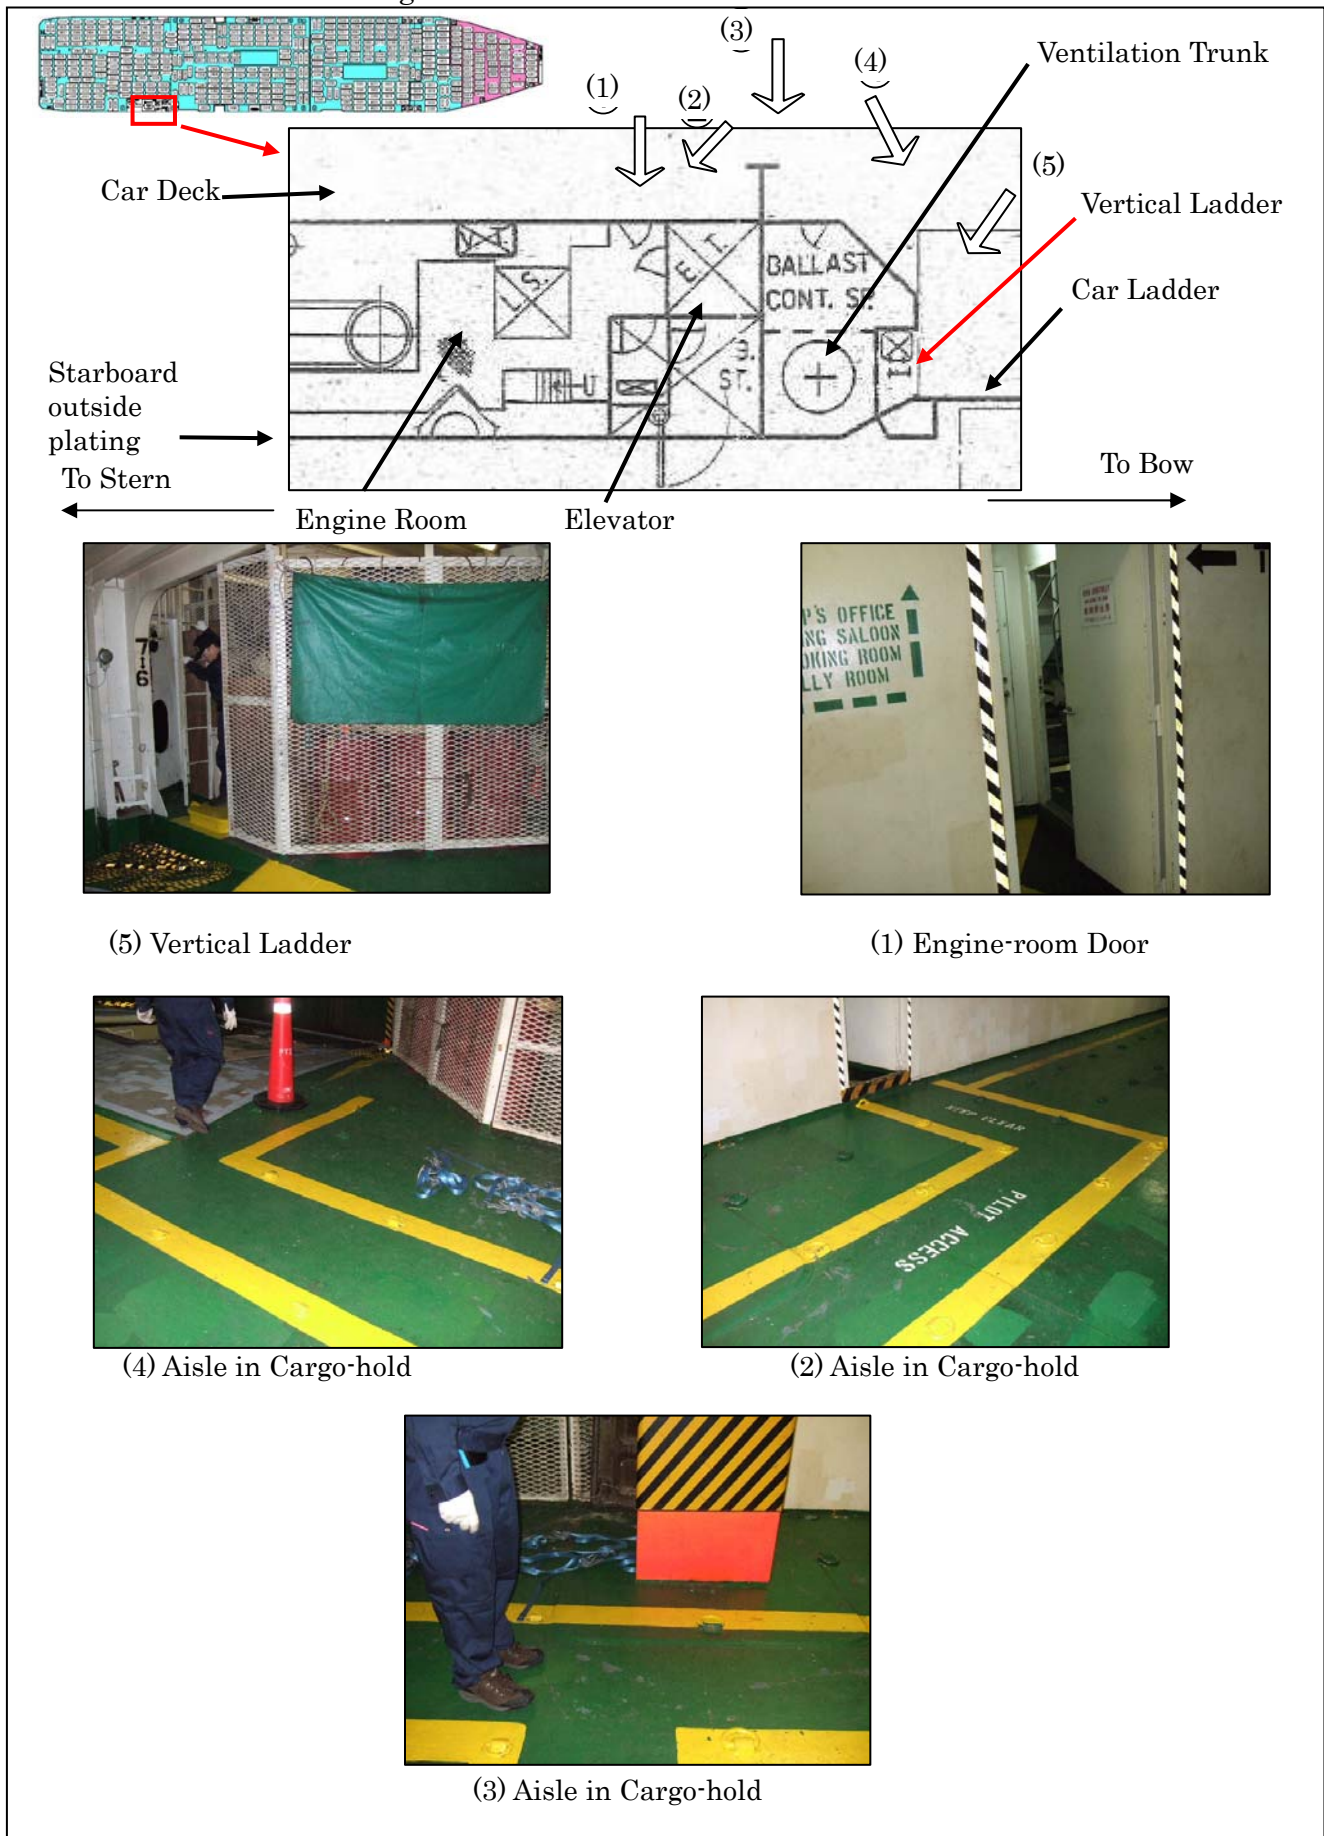 (3)
Ventilation Trunk
(4)
(1)
(2)
(5)
Car Deck
Vertical Ladder
V.T.
E.T.
L.S.
BALLAST
CONT. SP.
Car Ladder
Starboard
outside
plating
ST.
U
To Stern
To Bow
Engine Room
Elevator
716
P'S OFFICE
NG SALOON
OKING ROOM
LLY ROOM
(5) Vertical Ladder
(1) Engine-room Door
KEEP CLEAR
PILOT ACCESS
(4) Aisle in Cargo-hold
(2) Aisle in Cargo-hold
(3) Aisle in Cargo-hold